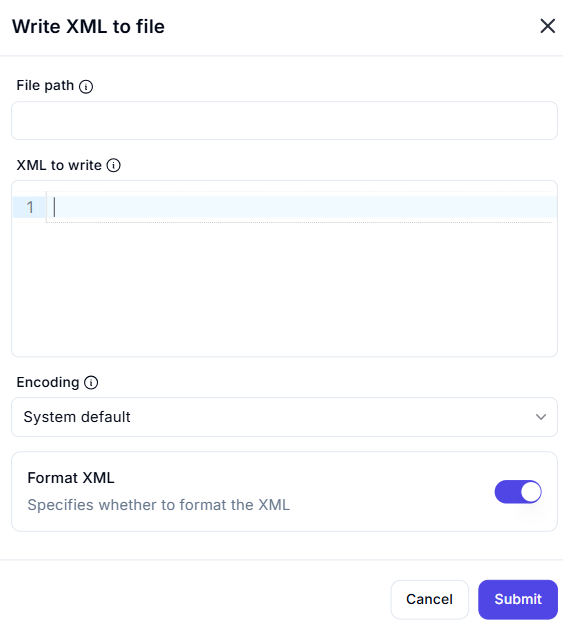 Write XML to file
File path
XML to write
1
Encoding
System default
Format XML
Specifies whether to format the XML
Cancel
Submit